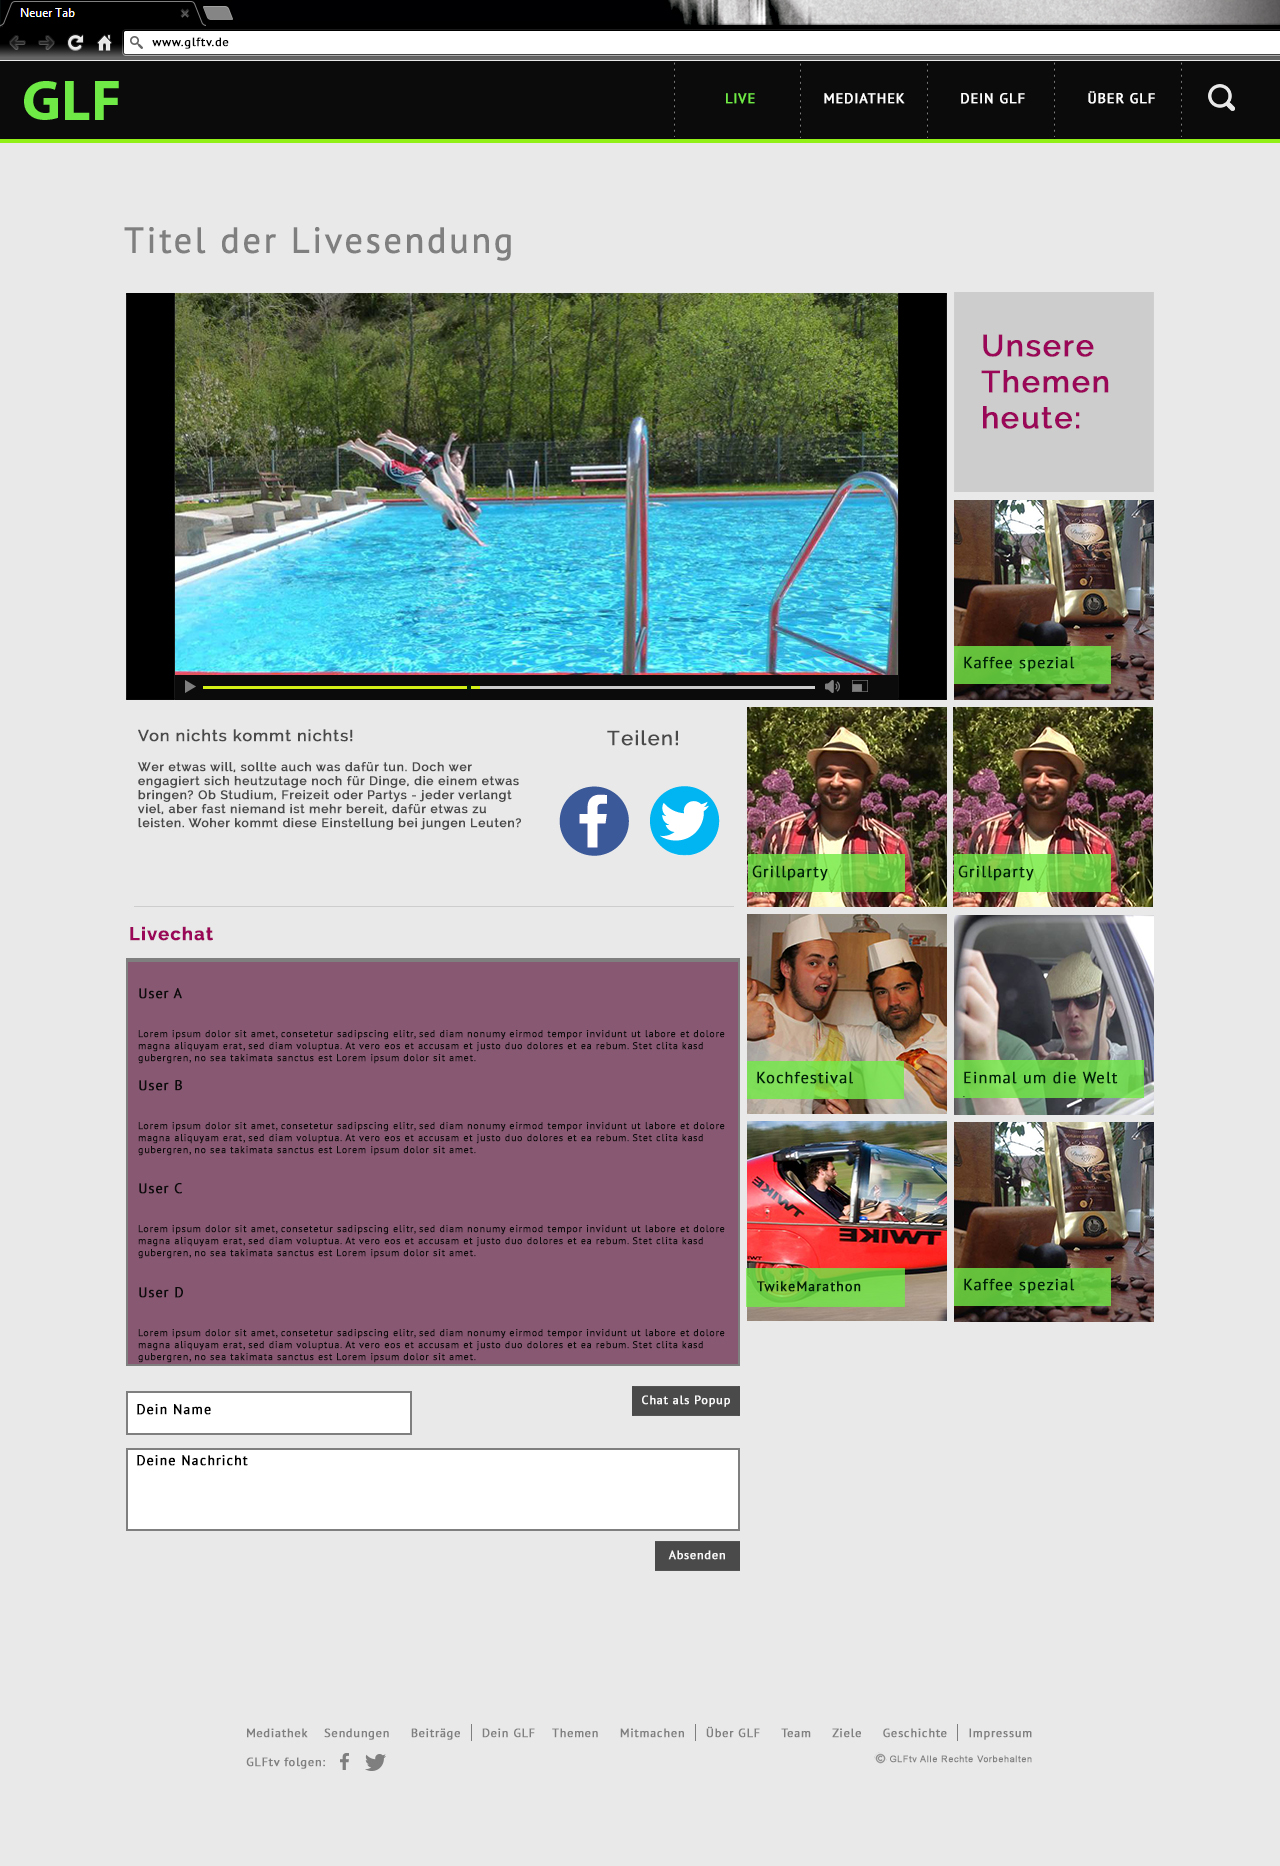 Neuer Tab
www.glftv.de
GLF
LIVE
MEDIATHEK
DEIN GLF
ÜBER GLF
Titel der Livesendung
Unsere
Themen
heute:
Kaffee spezial
Von nichts kommt nichts!
Wer etwas will, sollte auch was dafür tun. Doch wer
engagiert sich heutzutage noch für Dinge, die einem etwas
bringen? Ob Studium, Freizeit oder Partys - jeder verlangt
viel, aber fast niemand ist mehr bereit, dafür etwas zu
leisten. Woher kommt diese Einstellung bei jungen Leuten?
Teilen!
Grillparty
Grillparty
Livechat
User A
Lorem ipsum dolor sit amet, consetetur sadipscing elitr, sed diam nonumy eirmod tempor invidunt ut labore et dolore
magna aliquyam erat, sed diam voluptua. At vero eos et accusam et justo duo dolores et ea rebum. Stet clita kasd
gubergren, no sea takimata sanctus est Lorem ipsum dolor sit amet.
User B
Lorem ipsum dolor sit amet, consetetur sadipscing elitr, sed diam nonumy eirmod tempor invidunt ut labore et dolore
magna aliquyam erat, sed diam voluptua. At vero eos et accusam et justo duo dolores et ea rebum. Stet clita kasd
gubergren, no sea takimata sanctus est Lorem ipsum dolor sit amet.
User C
Lorem ipsum dolor sit amet, consetetur sadipscing elitr, sed diam nonumy eirmod tempor invidunt ut labore et dolore
magna aliquyam erat, sed diam voluptua. At vero eos et accusam et justo duo dolores et ea rebum. Stet clita kasd
gubergren, no sea takimata sanctus est Lorem ipsum dolor sit amet.
User D
Lorem ipsum dolor sit amet, consetetur sadipscing elitr, sed diam nonumy eirmod tempor invidunt ut labore et dolore
magna aliquyam erat, sed diam voluptua. At vero eos et accusam et justo duo dolores et ea rebum. Stet clita kasd
gubergren, no sea takimata sanctus est Lorem ipsum dolor sit amet.
Kochfestival
Einmal um die Welt
TWIKE
TWIKE
TwikeMarathon
Kaffee spezial
Dein Name
Chat als Popup
Deine Nachricht
Absenden
Mediathek Sendungen Beiträge Dein GLF Themen Mitmachen Über GLF Team Ziele Geschichte Impressum
GLFtv folgen:
© GLFtv Alle Rechte Vorbehalten